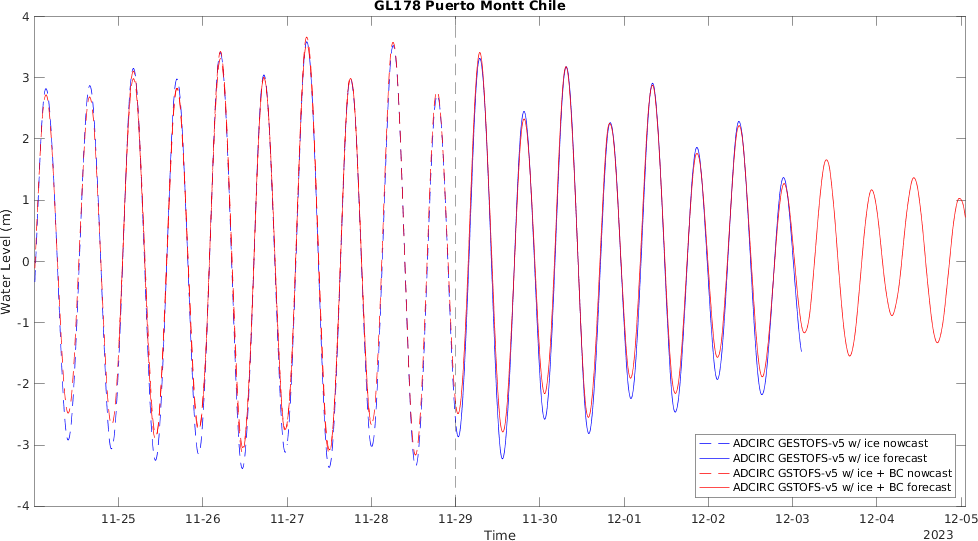 GL178 Puerto Montt Chile
4
3
2
1
0
-1
-2
-3
-4
Water Level (m)
ADCIRC GESTOFS-v5 w/ ice nowcast
ADCIRC GESTOFS-v5 w/ ice forecast
ADCIRC GSTOFS-v5 w/ ice + BC nowcast
ADCIRC GSTOFS-v5 w/ ice + BC forecast
11-25 11-26 11-27 11-28 11-29 11-30 12-01 12-02 12-03 12-04 12-05
Time
2023